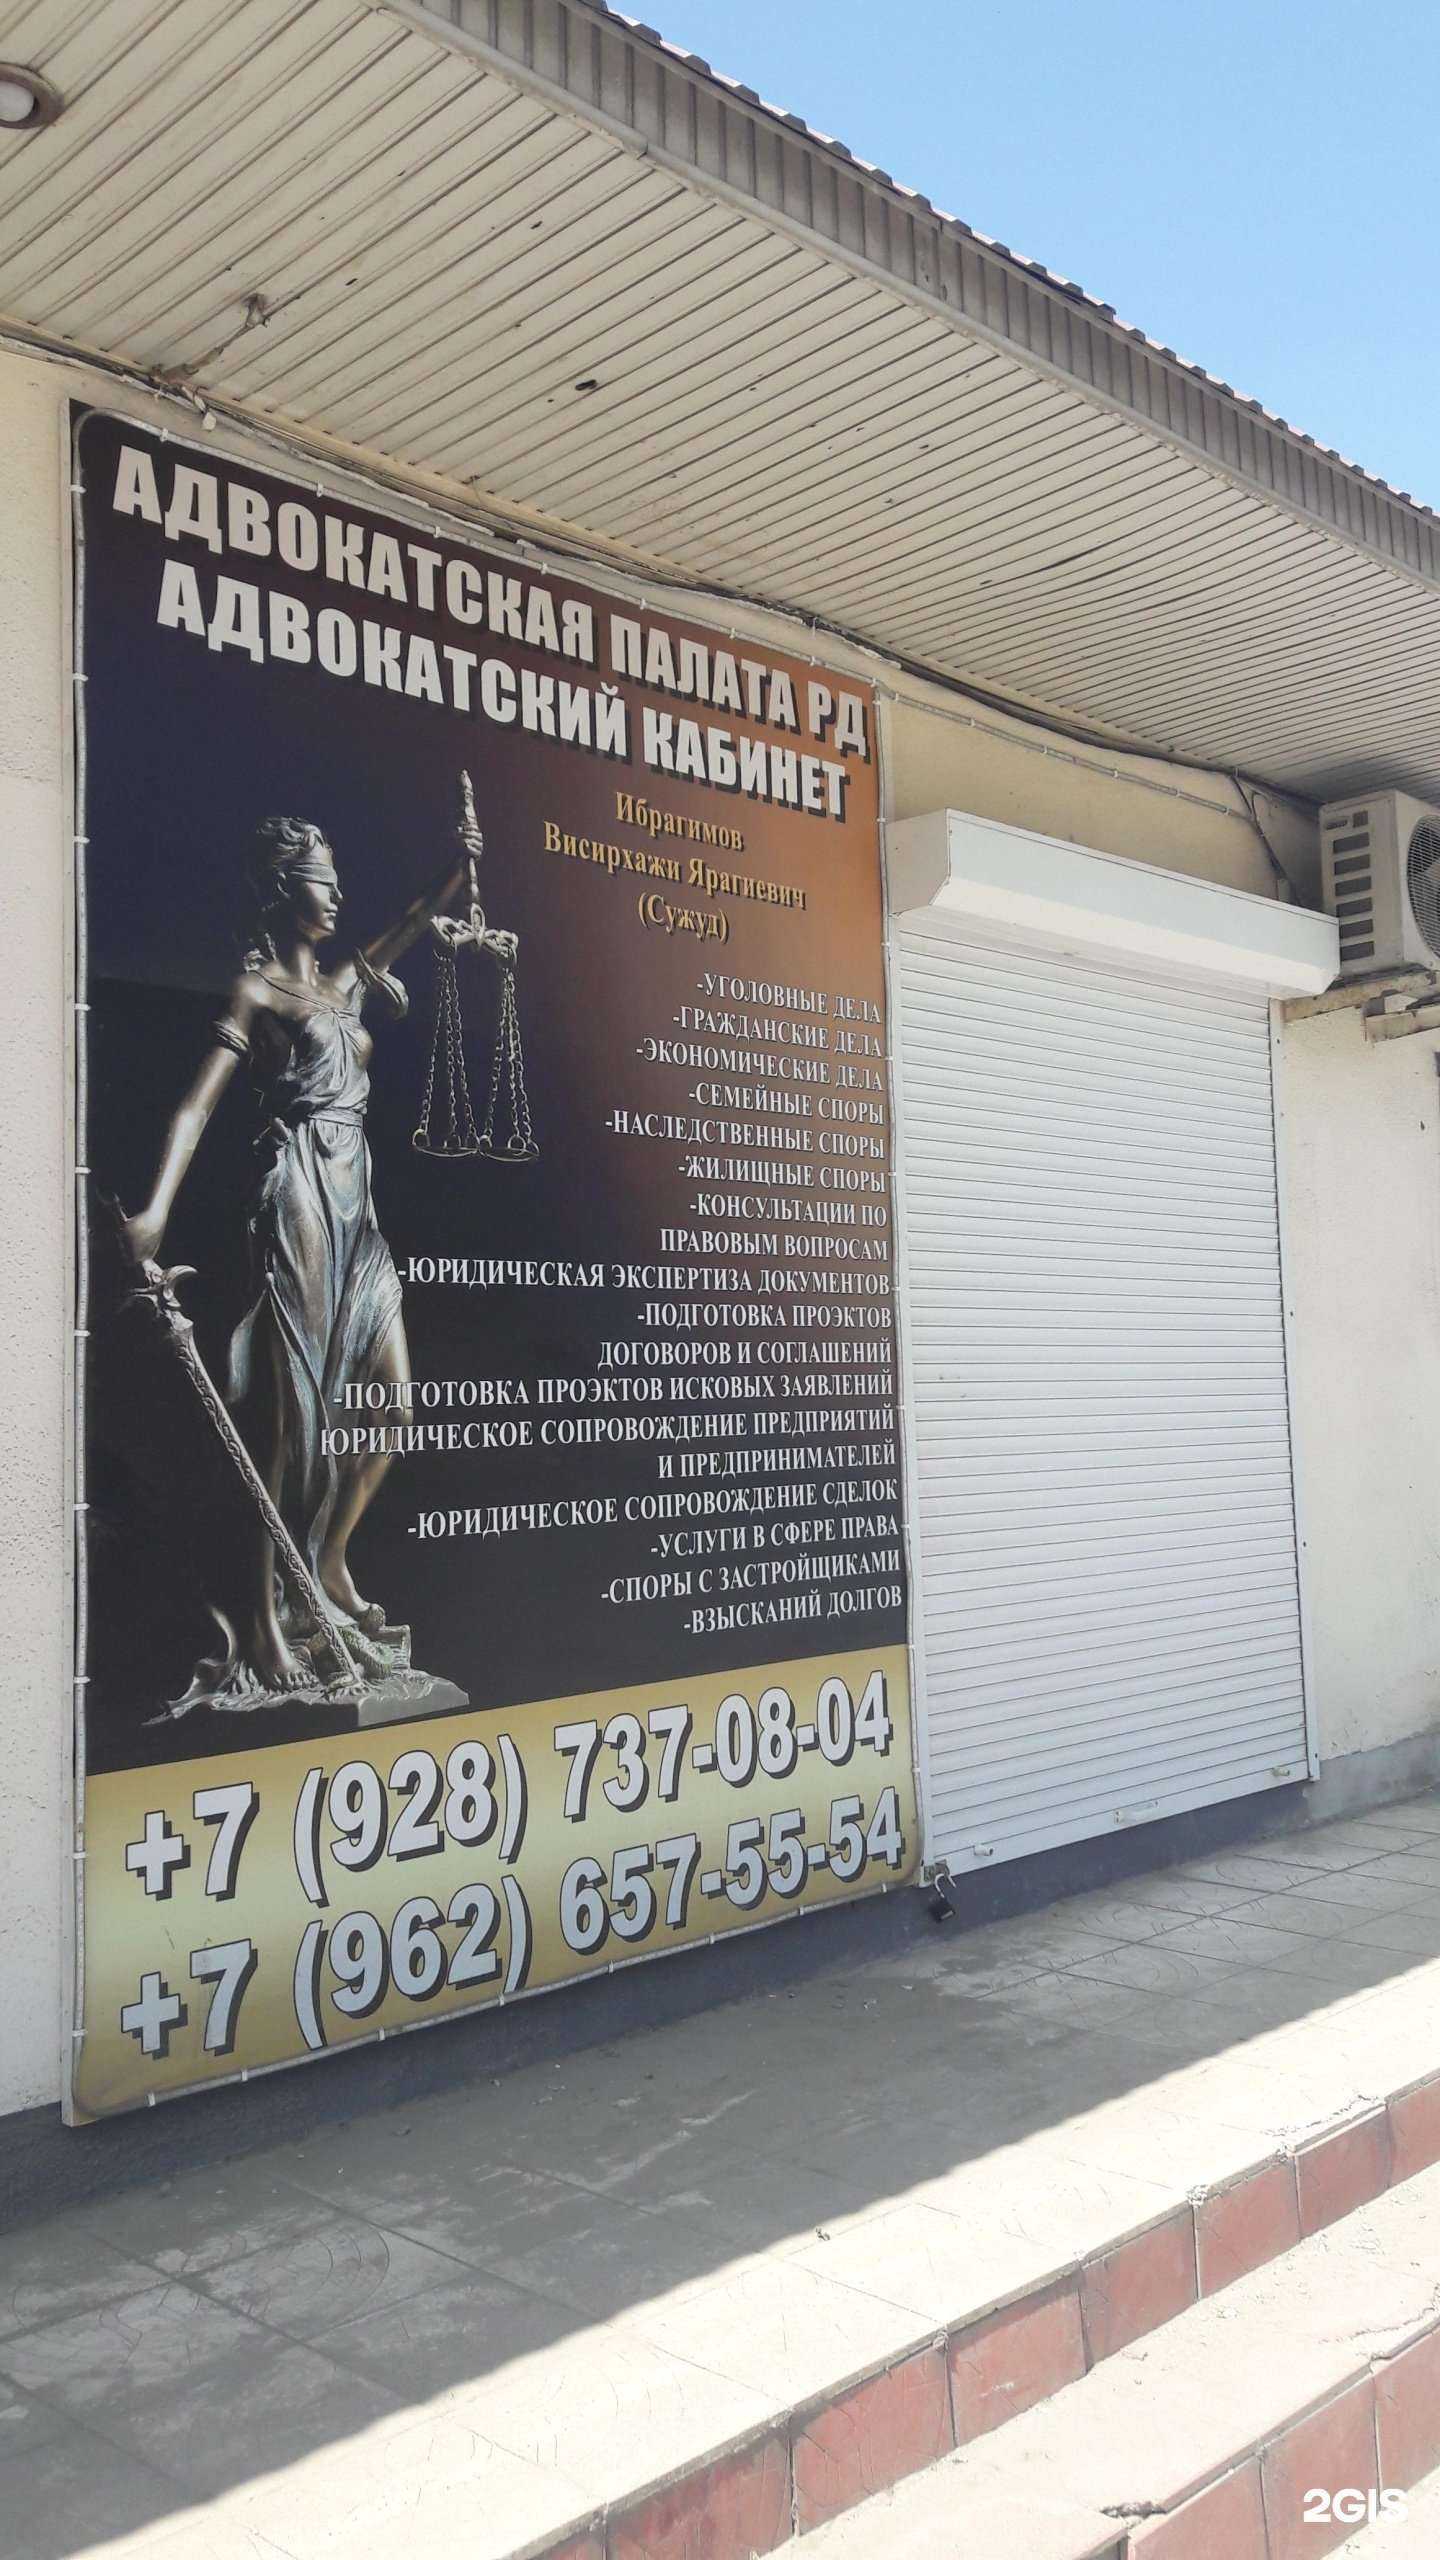 АДВОКАТСКАЯ ПАЛАТА РД
АДВОКАТСКИЙ КАБИНЕТ
Ибрагимов
Висирхажи Ярагиевич
(Сужуд)
-УГОЛОВНЫЕ ДЕЛА
-ГРАЖДАНСКИЕ ДЕЛА
-ЭКОНОМИЧЕСКИЕ ДЕЛА
-СЕМЕЙНЫЕ СПОРЫ
-НАСЛЕДСТВЕННЫЕ СПОРЫ
-ЖИЛИЩНЫЕ СПОРЫ
-КОНСУЛЬТАЦИИ ПО
ПРАВОВЫМ ВОПРОСАМ
-ЮРИДИЧЕСКАЯ ЭКСПЕРТИЗА ДОКУМЕНТОВ
-ПОДГОТОВКА ПРОЭКТОВ
ДОГОВОРОВ И СОГЛАШЕНИЙ
-ПОДГОТОВКА ПРОЭКТОВ ИСКОВЫХ ЗАЯВЛЕНИЙ
ЮРИДИЧЕСКОЕ СОПРОВОЖДЕНИЕ ПРЕДПРИЯТИЙ
И ПРЕДПРИНИМАТЕЛЕЙ
-ЮРИДИЧЕСКОЕ СОПРОВОЖДЕНИЕ СДЕЛОК
-УСЛУГИ В СФЕРЕ ПРАВА
-СПОРЫ С ЗАСТРОЙЩИКАМИ
-ВЗЫСКАНИЙ ДОЛГОВ
+7 (928) 737-08-04
+7 (962) 657-55-54
2GIS